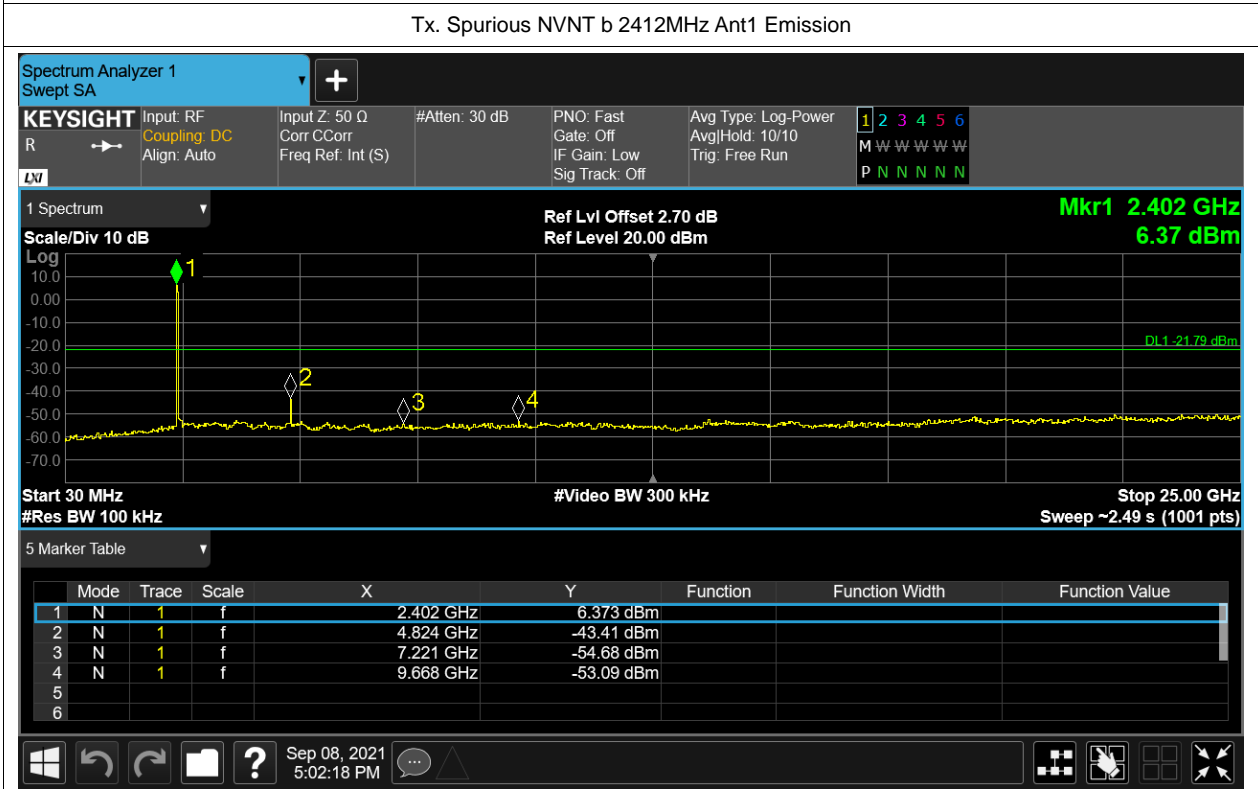 Tx. Spurious NVNT b 2412MHz Ant1 Emission
Spectrum Analyzer 1
Swept SA
KEYSIGHT Input: RF Input Z: 50 Ω #Atten: 30 dB PNO: Fast Avg Type: Log-Power 1 2 3 4 5 6
R Coupling: DC Corr CCorr Gate: Off Avg|Hold: 10/10 M W W W W W
Align: Auto Freq Ref: Int (S) IF Gain: Low Trig: Free Run
LXI Sig Track: Off P N N N N N
1 Spectrum Ref Lvl Offset 2.70 dB Mkr1 2.402 GHz
Scale/Div 10 dB Ref Level 20.00 dBm 6.37 dBm
Log
10.0
0.00
-10.0
-20.0
-30.0
-40.0
-50.0
-60.0
-70.0
1
2
3
4
DL1 -21.79 dBm
Start 30 MHz #Video BW 300 kHz Stop 25.00 GHz
#Res BW 100 kHz Sweep ~2.49 s (1001 pts)
5 Marker Table
Mode Trace Scale X Y Function Function Width Function Value
1 N 1 f 2.402 GHz 6.373 dBm
2 N 1 f 4.824 GHz -43.41 dBm
3 N 1 f 7.221 GHz -54.68 dBm
4 N 1 f 9.668 GHz -53.09 dBm
5
6
? Sep 08, 2021
5:02:18 PM